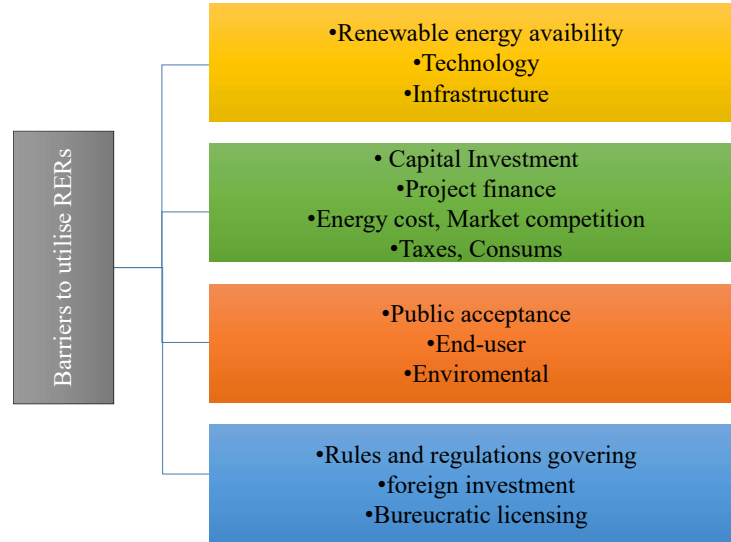 Barriers to utilise RERs
•Renewable energy avaibility
•Technology
•Infrastructure
• Capital Investment
•Project finance
•Energy cost, Market competition
•Taxes, Consums
•Public acceptance
•End-user
•Enviromental
•Rules and regulations govering
•foreign investment
•Bureucratic licensing